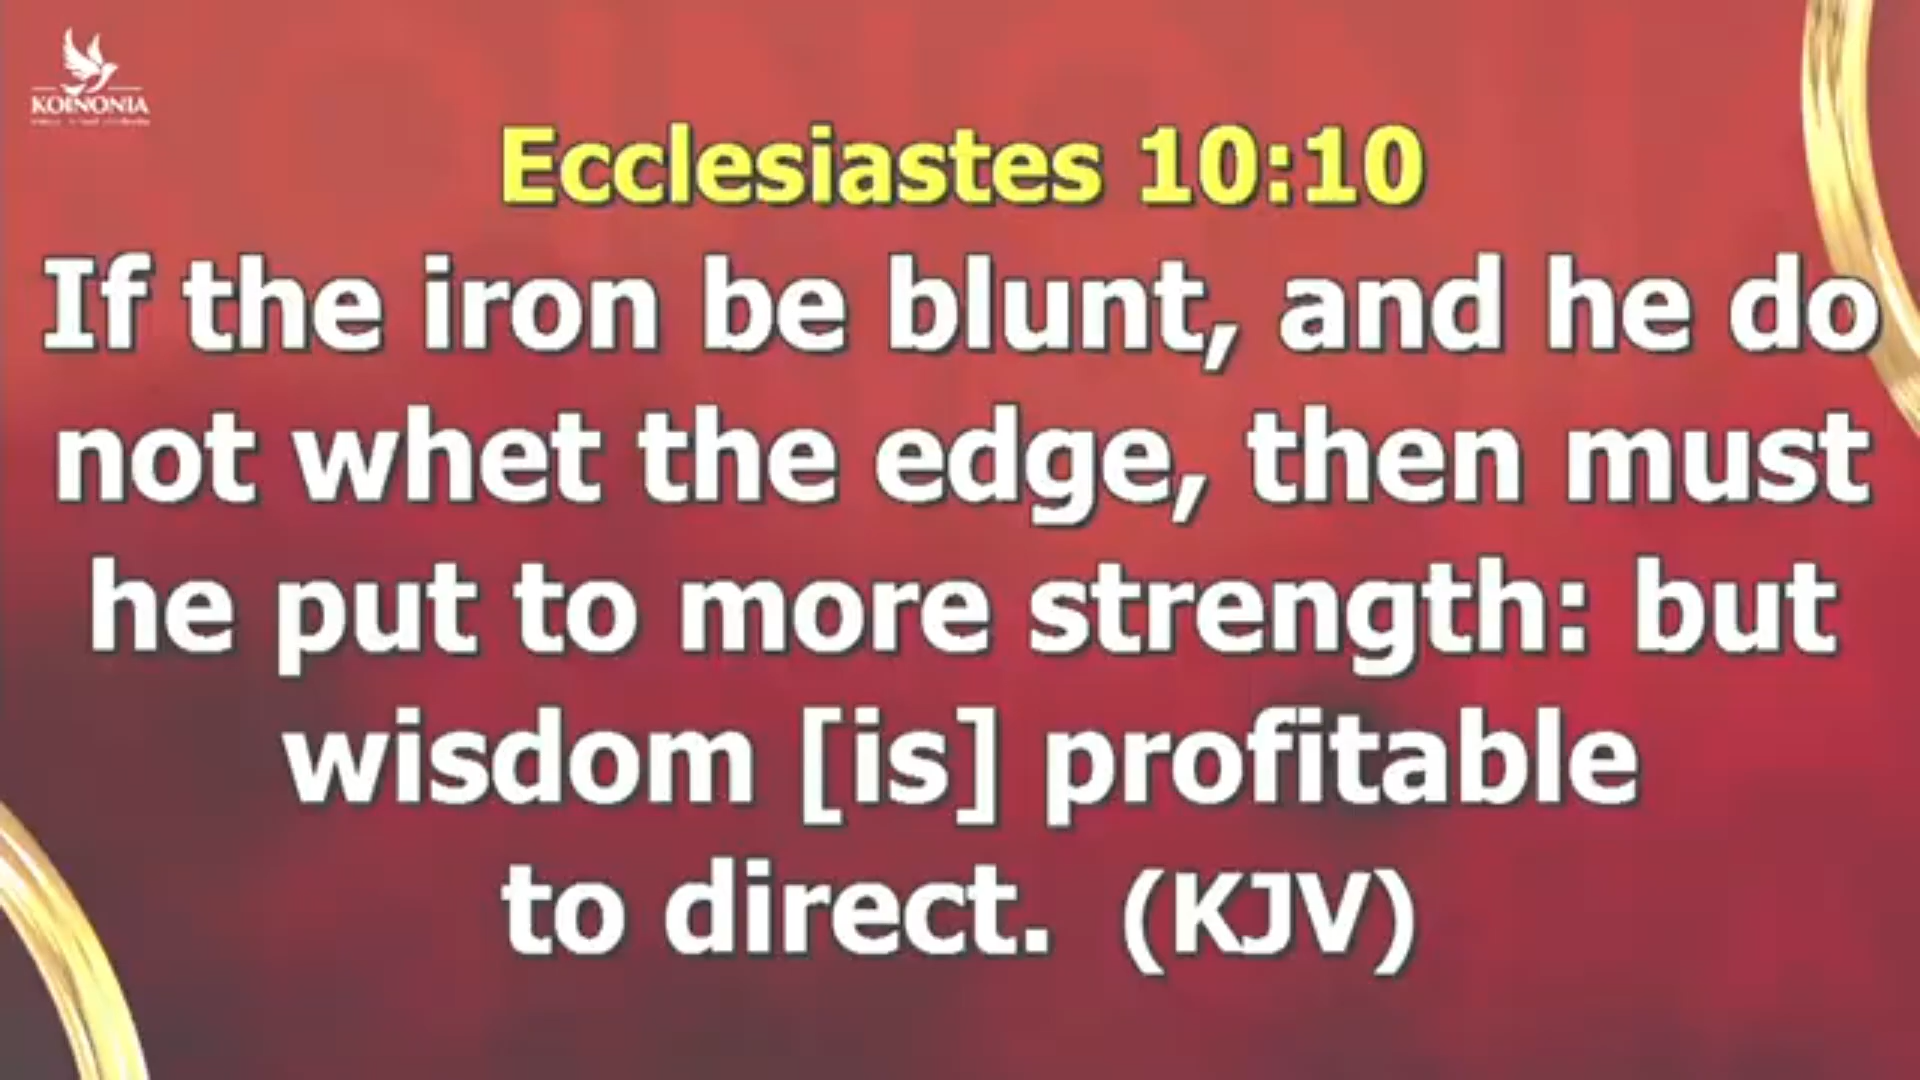 KOINONIA
Ecclesiastes 10:10
If the iron be blunt, and he do
not whet the edge, then must
he put to more strength: but
wisdom [is] profitable
to direct. (KJV)